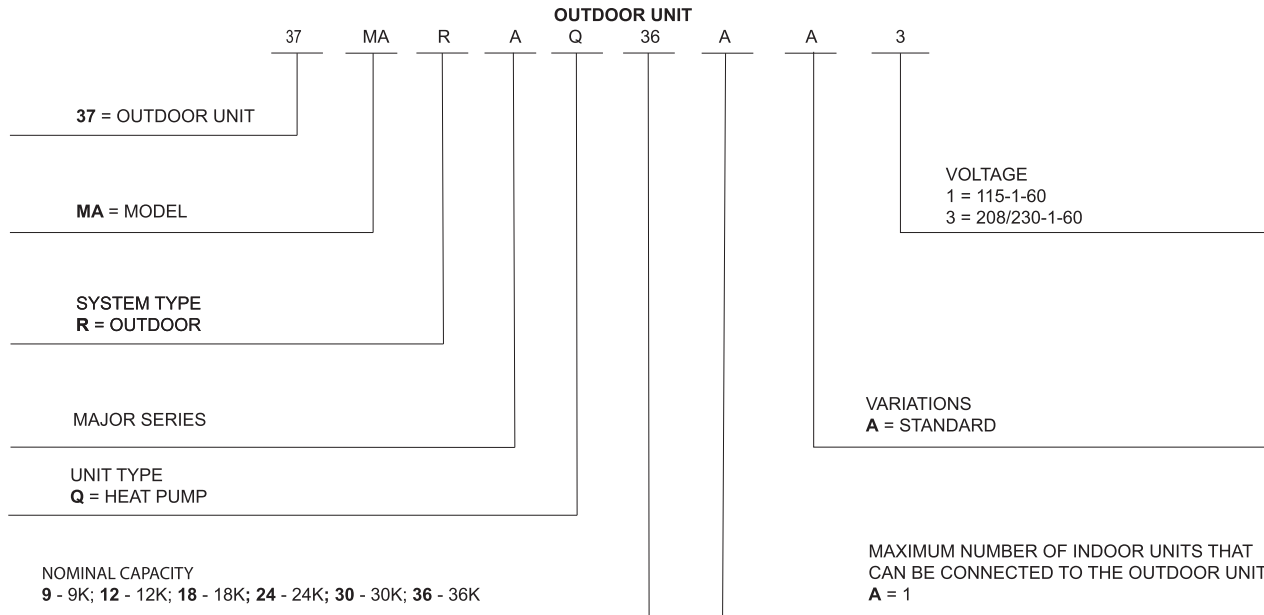 OUTDOOR UNIT
37 MA R A Q 36 A A 3
37 = OUTDOOR UNIT
VOLTAGE
1 = 115-1-60
3 = 208/230-1-60
MA = MODEL
SYSTEM TYPE
R = OUTDOOR
MAJOR SERIES
VARIATIONS
A = STANDARD
UNIT TYPE
Q = HEAT PUMP
NOMINAL CAPACITY
9 - 9K; 12 - 12K; 18 - 18K; 24 - 24K; 30 - 30K; 36 - 36K
MAXIMUM NUMBER OF INDOOR UNITS THAT
CAN BE CONNECTED TO THE OUTDOOR UNIT
A = 1